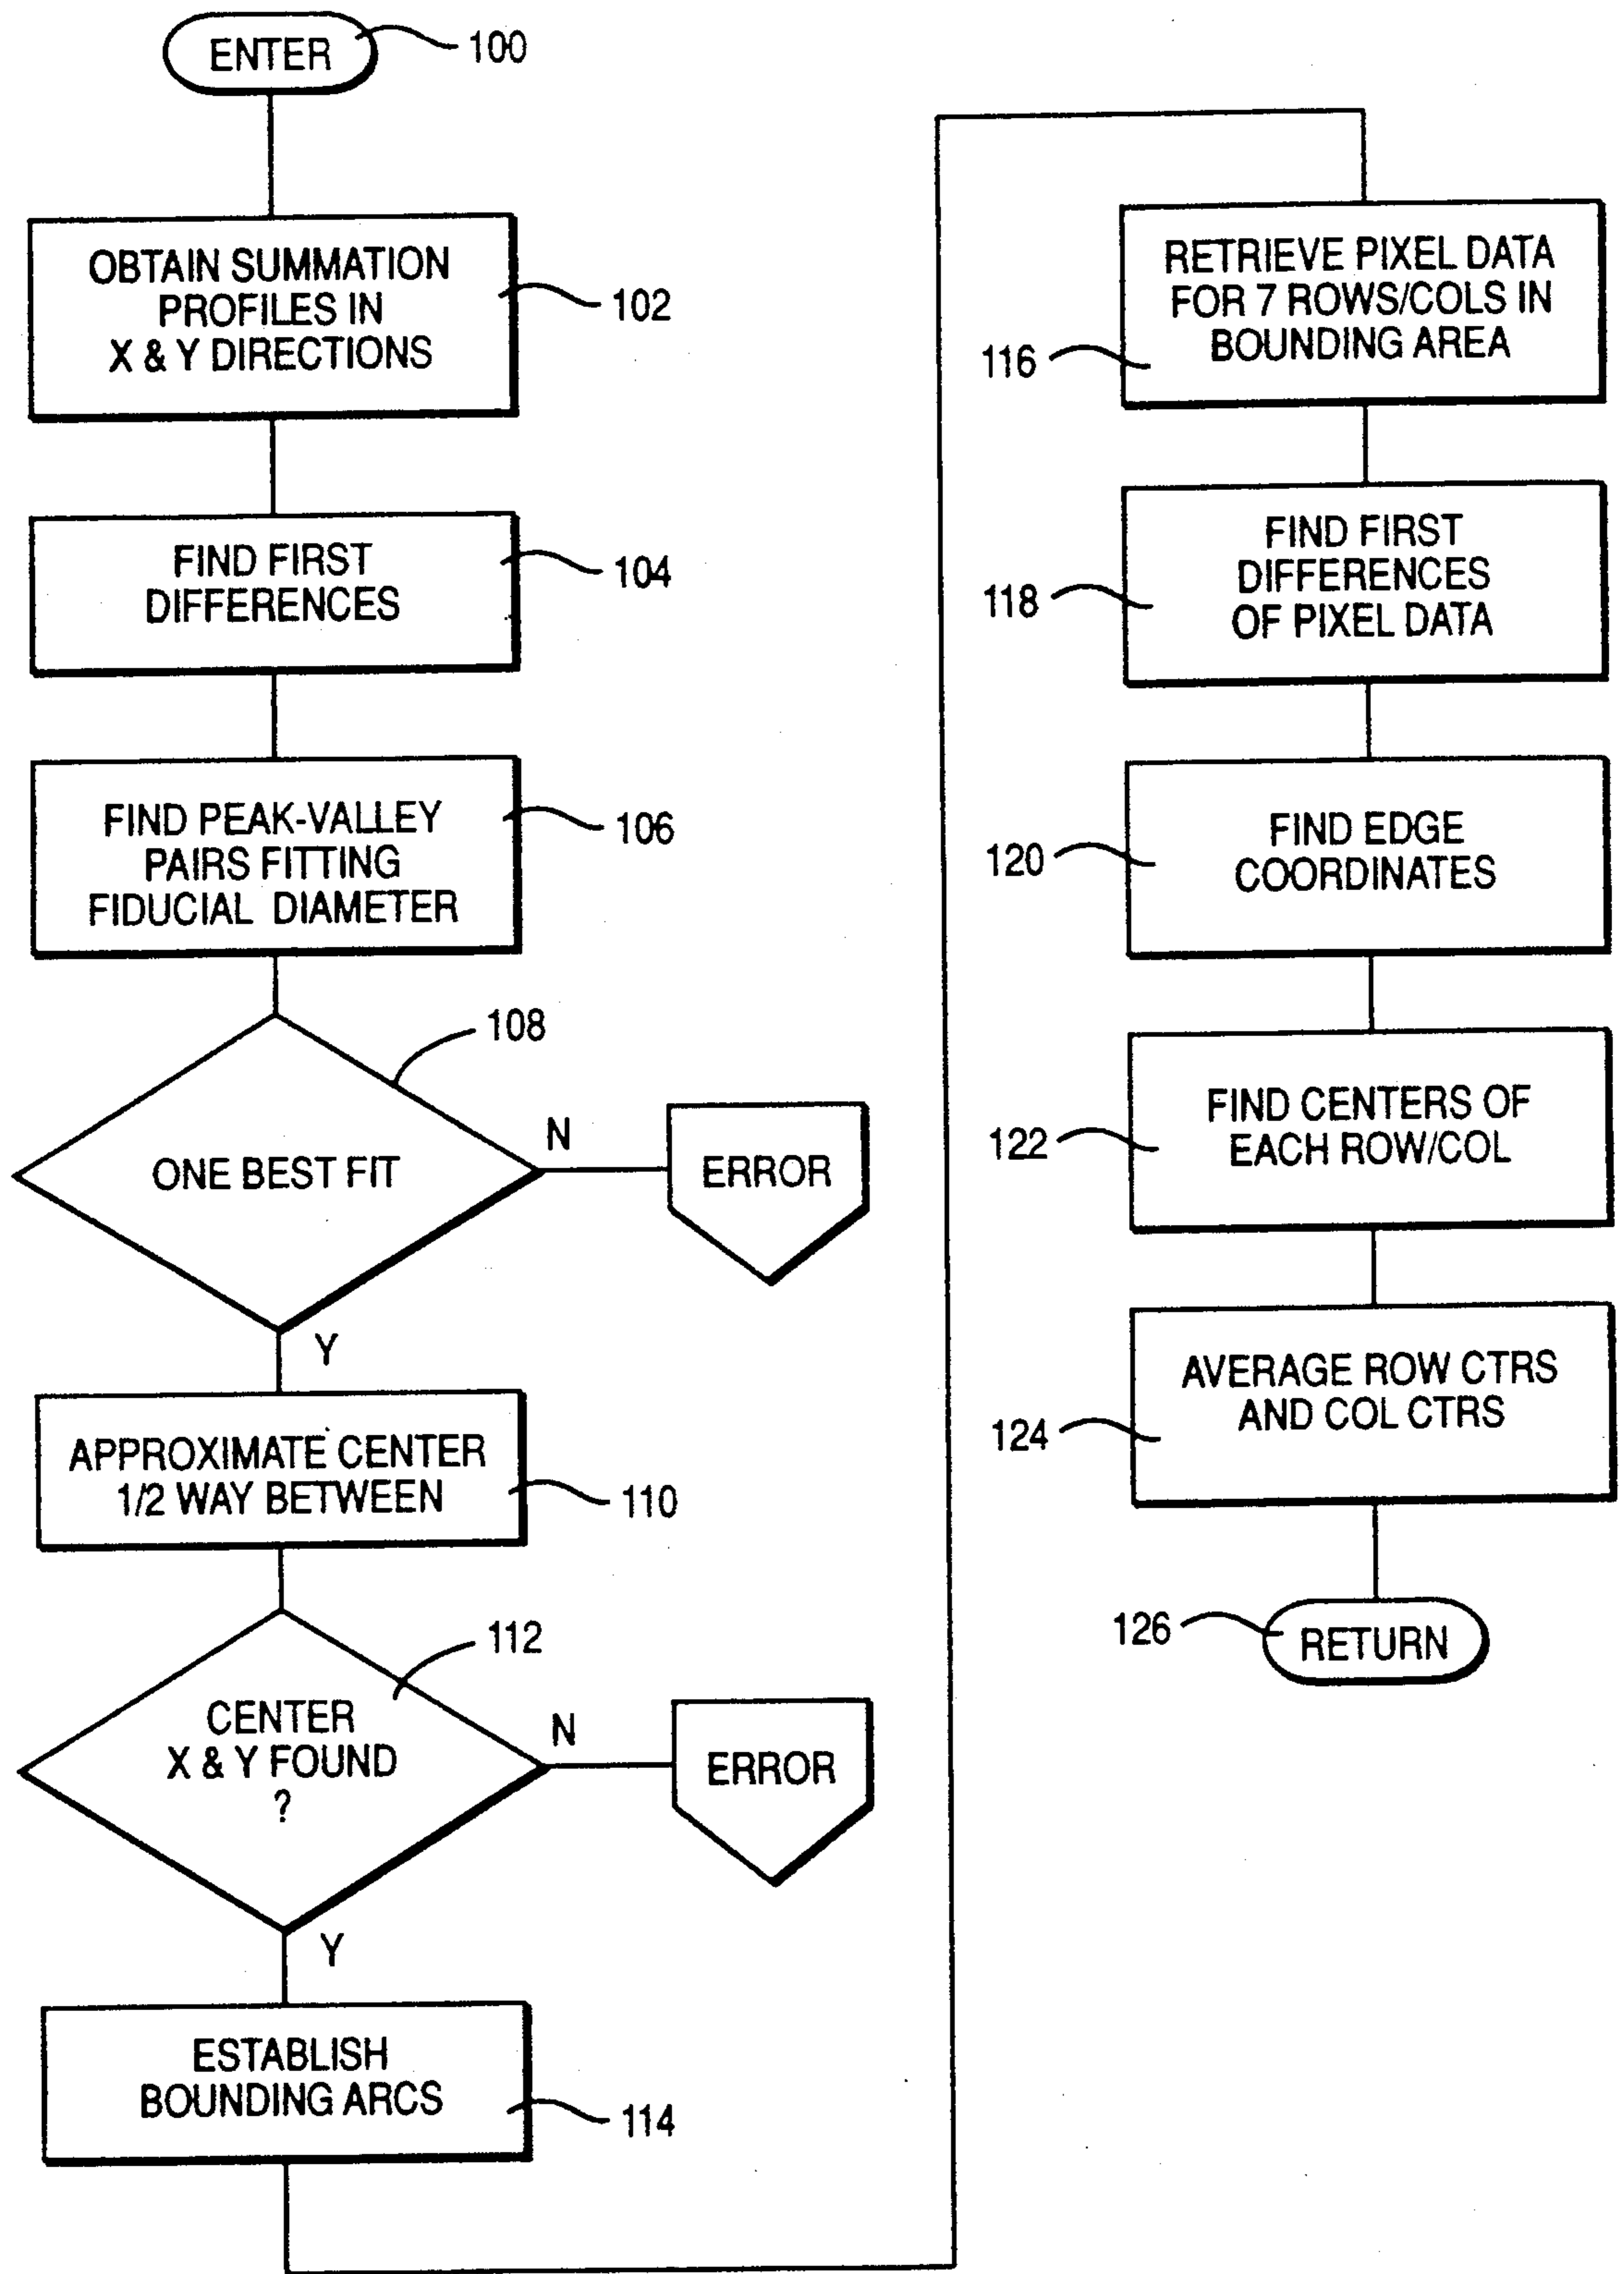 ENTER
100
OBTAIN SUMMATION
PROFILES IN
X & Y DIRECTIONS
102
FIND FIRST
DIFFERENCES
104
FIND PEAK-VALLEY
PAIRS FITTING
FIDUCIAL DIAMETER
106
108
ONE BEST FIT
N
ERROR
Y
APPROXIMATE CENTER
1/2 WAY BETWEEN
110
112
CENTER
X & Y FOUND
?
N
ERROR
Y
ESTABLISH
BOUNDING ARCS
114
RETRIEVE PIXEL DATA
FOR 7 ROWS/COLS IN
BOUNDING AREA
116
FIND FIRST
DIFFERENCES
OF PIXEL DATA
118
FIND EDGE
COORDINATES
120
FIND CENTERS OF
EACH ROW/COL
122
AVERAGE ROW CTRS
AND COL CTRS
124
126
RETURN